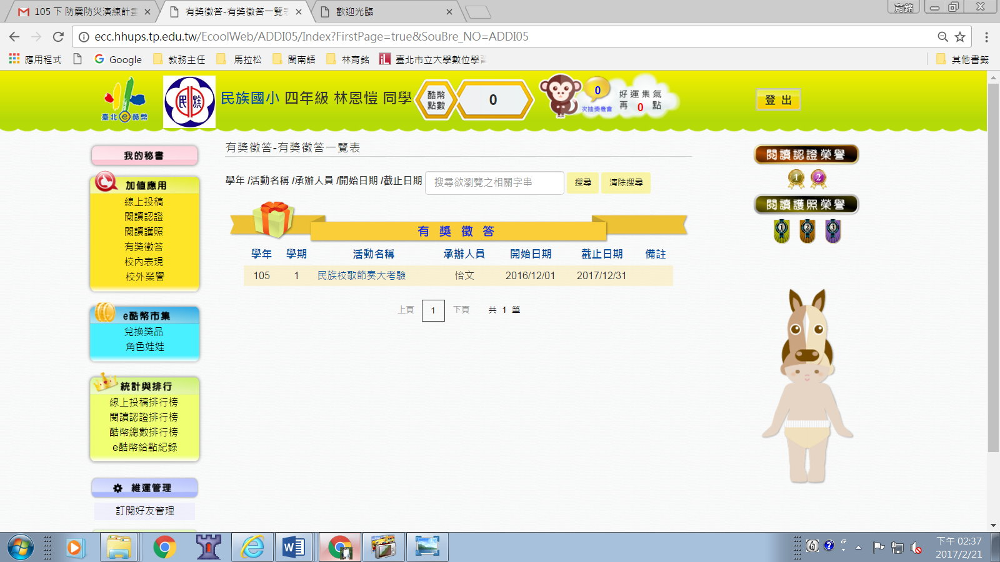 105 下 防震防災演練計畫
有獎徵答-有獎徵答一覽表
歡迎光臨
育銘
ecc.hhups.tp.edu.tw/EcoolWeb/ADDI05/Index?FirstPage=true&SouBre_NO=ADDI05
應用程式 Google 教務主任 馬拉松 閩南語 林育銘 臺北市立大學數位學習 其他書籤
臺北e酷幣
民族
民族國小 四年級 林恩愷 同學
酷幣點數 0
0 次抽獎機會
好運集氣
再 0 點
登 出
我的秘書
加值應用
線上投稿
閱讀認證
閱讀護照
有獎徵答
校內表現
校外榮譽
e酷幣市集
兌換獎品
角色娃娃
統計與排行
線上投稿排行榜
閱讀認證排行榜
酷幣總數排行榜
e酷幣給點紀錄
維運管理
訂閱好友管理
有獎徵答-有獎徵答一覽表
學年 /活動名稱 /承辦人員 /開始日期 /截止日期 搜尋欲瀏覽之相關字串 搜尋 清除搜尋
有 獎 徵 答
學年 學期 活動名稱 承辦人員 開始日期 截止日期 備註
105 1 民族校歌節奏大考驗 怡文 2016/12/01 2017/12/31
上頁 1 下頁 共 1 筆
閱讀認證榮譽
1 2
閱讀護照榮譽
1 2 3
下午 02:37
2017/2/21